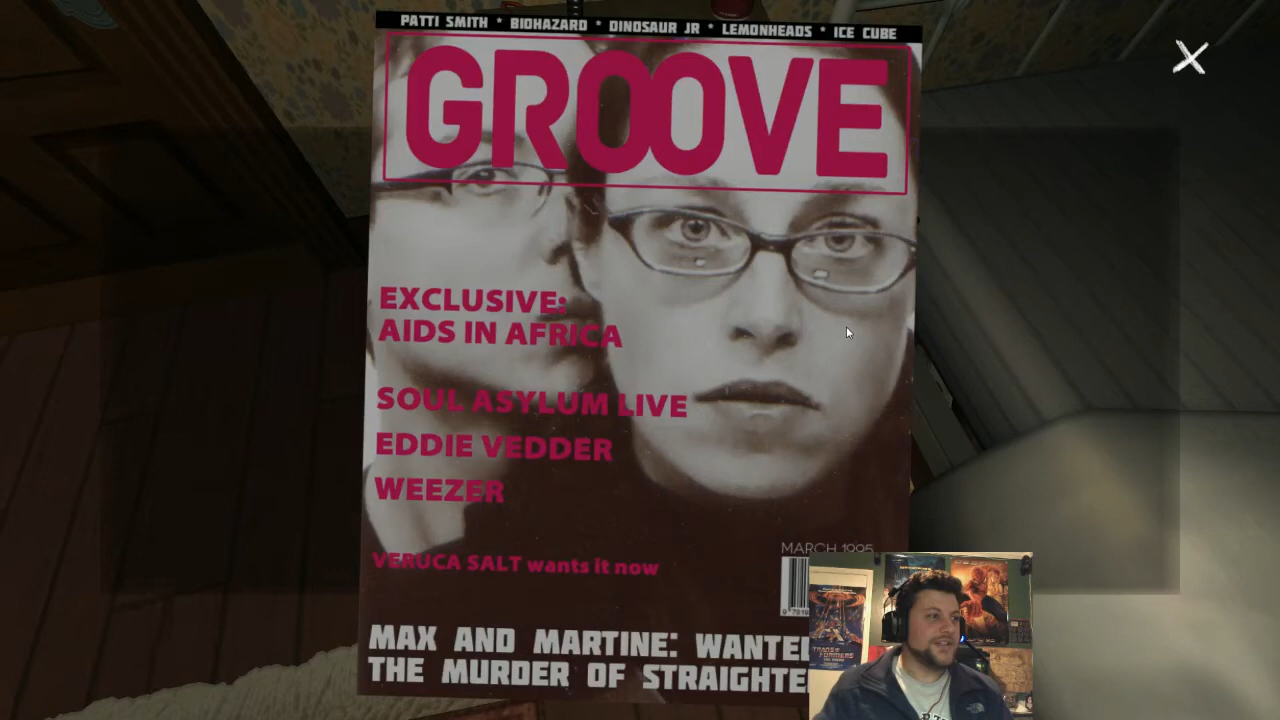 PATTI SMITH * BIOHAZARD * DINOSAUR JR * LEMONHEADS * ICE CUBE
GROOVE
EXCLUSIVE:
AIDS IN AFRICA
SOUL ASYLUM LIVE
EDDIE VEDDER
WEEZER
VERUCA SALT wants it now
MARCH 1995
MAX AND MARTINE: WANTE
THE MURDER OF STRAIGHTE
TRANSFORMERS